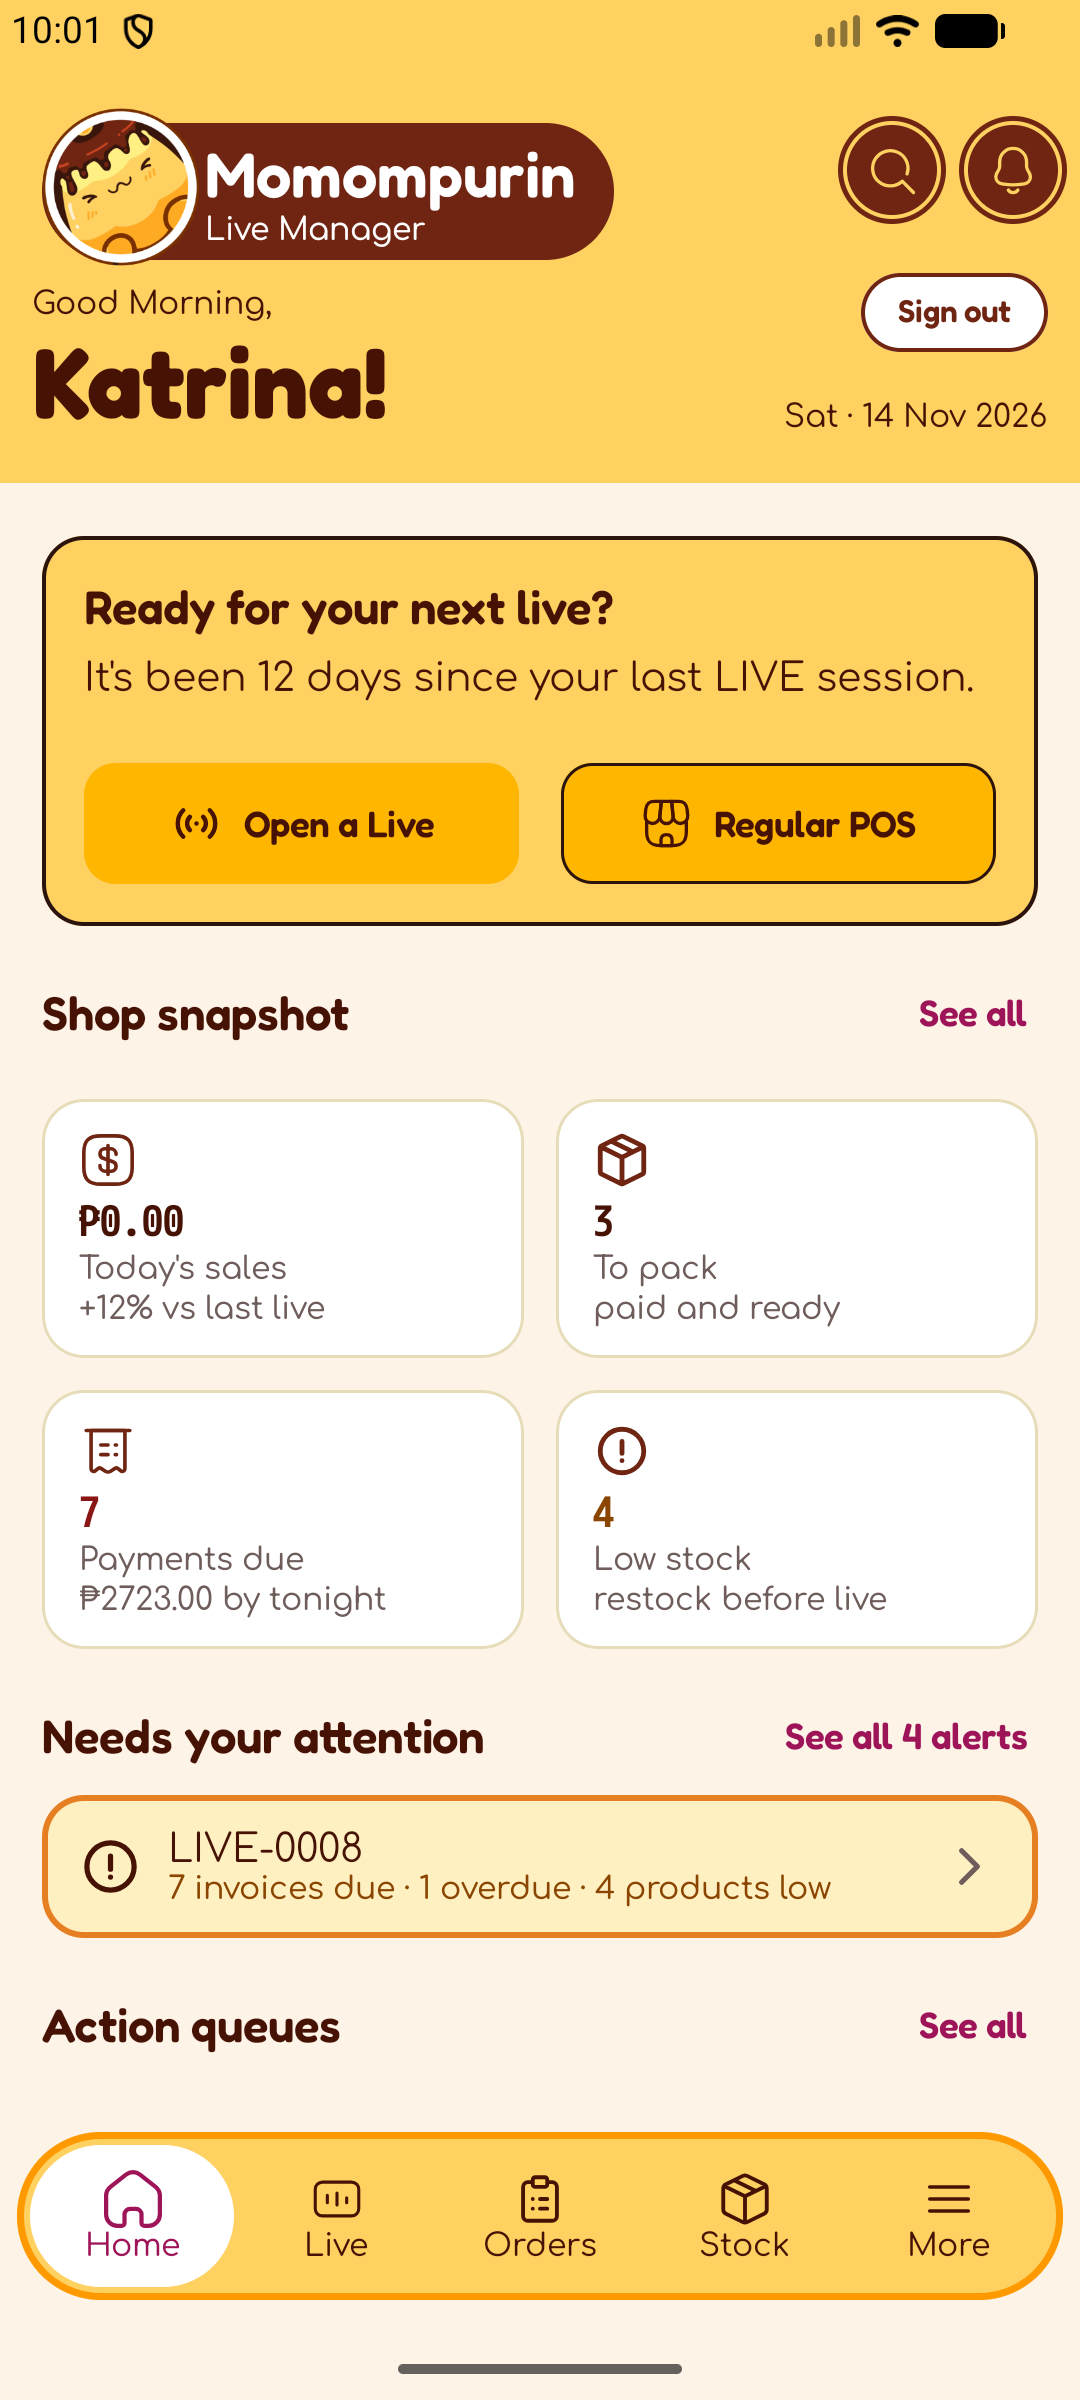 10:01
Momompurin
Live Manager
Good Morning,
Katrina!
Sign out
Sat · 14 Nov 2026
Ready for your next live?
It's been 12 days since your last LIVE session.
Open a Live
Regular POS
Shop snapshot
See all
₱0.00
Today's sales
+12% vs last live
3
To pack
paid and ready
7
Payments due
₱2723.00 by tonight
4
Low stock
restock before live
Needs your attention
See all 4 alerts
LIVE-0008
7 invoices due · 1 overdue · 4 products low
Action queues
See all
Home
Live
Orders
Stock
More